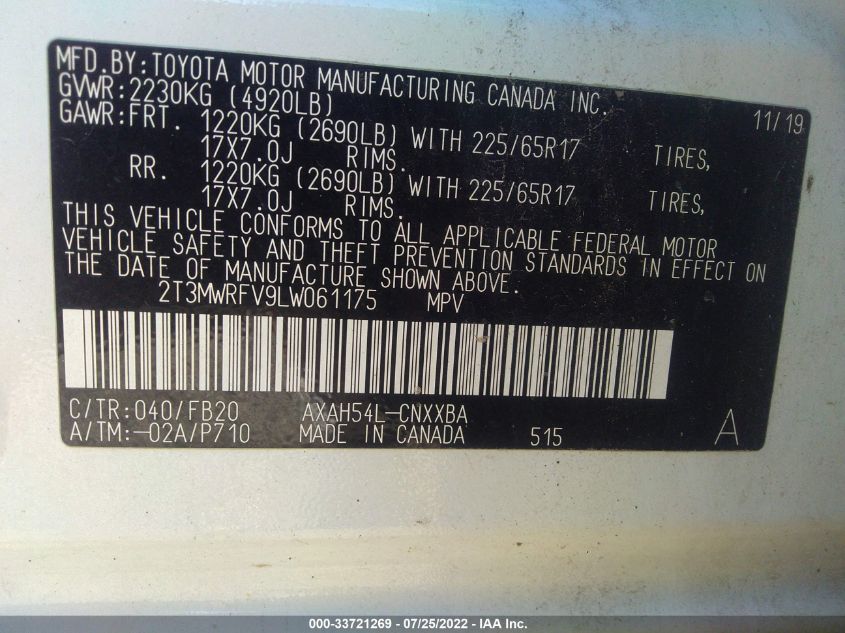 MFD.BY:TOYOTA MOTOR MANUFACTURING CANADA INC. 11/19
GVWR:2230KG (4920LB)
GAWR:FRT. 1220KG (2690LB) WITH 225/65R17 TIRES,
17X7.0J RIMS.
RR. 1220KG (2690LB) WITH 225/65R17 TIRES,
17X7.0J RIMS.
THIS VEHICLE CONFORMS TO ALL APPLICABLE FEDERAL MOTOR
VEHICLE SAFETY AND THEFT PREVENTION STANDARDS IN EFFECT ON
THE DATE OF MANUFACTURE SHOWN ABOVE.
2T3MWRFV9LW061175 MPV
C/TR:040/FB20 AXAH54L-CNXXBA
A/TM:-02A/P710 MADE IN CANADA 515 A
000-33721269 - 07/25/2022 - IAA Inc.